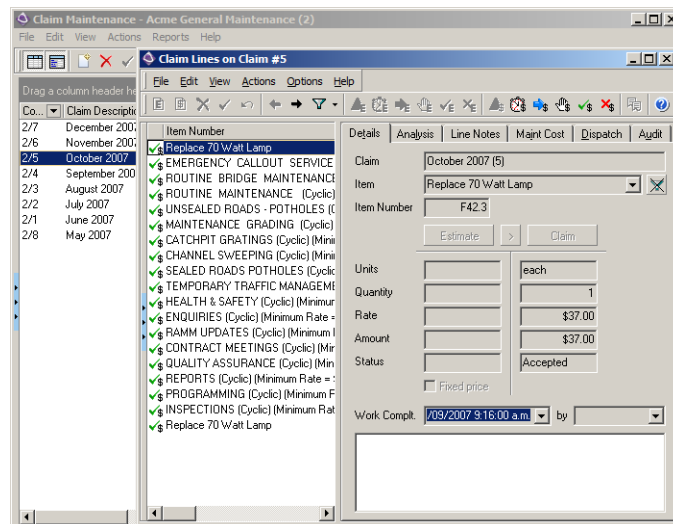 Claim Maintenance - Acme General Maintenance (2)
File Edit View Actions Reports Help
Drag a column header he
Co... Claim Descriptio
2/7 December 2007
2/6 November 2007
2/5 October 2007
2/4 September 200
2/3 August 2007
2/2 July 2007
2/1 June 2007
2/8 May 2007
Claim Lines on Claim #5
File Edit View Actions Options Help
Item Number
Replace 70 Watt Lamp
EMERGENCY CALLOUT SERVICE
ROUTINE BRIDGE MAINTENANCE
ROUTINE MAINTENANCE (Cyclic)
UNSEALED ROADS - POTHOLES (C
MAINTENANCE GRADING (Cyclic)
CATCHPIT GRATINGS (Cyclic) (Mini
CHANNEL SWEEPING (Cyclic) (Mini
SEALED ROADS POTHOLES (Cyclic
TEMPORARY TRAFFIC MANAGEME
HEALTH & SAFETY (Cyclic) (Minimur
ENQUIRIES (Cyclic) (Minimum Rate =
RAMM UPDATES (Cyclic) (Minimum I
CONTRACT MEETINGS (Cyclic) (Mir
QUALITY ASSURANCE (Cyclic) (Min
REPORTS (Cyclic) (Minimum Rate = :
PROGRAMMING (Cyclic) (Minimum F
INSPECTIONS (Cyclic) (Minimum Rat
Replace 70 Watt Lamp
Details Analysis Line Notes Majnt Cost Dispatch Audit
Claim October 2007 (5)
Item Replace 70 Watt Lamp
Item Number F42.3
Estimate > Claim
Units each
Quantity 1
Rate $37.00
Amount $37.00
Status Accepted
Fixed price
Work Complt. /09/2007 9:16:00 a.m. by